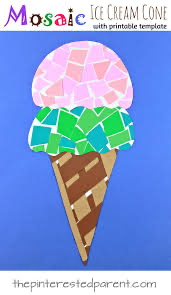 Mosaic
ICE CREAM CONE
with printable template
thepinterestedparent.com